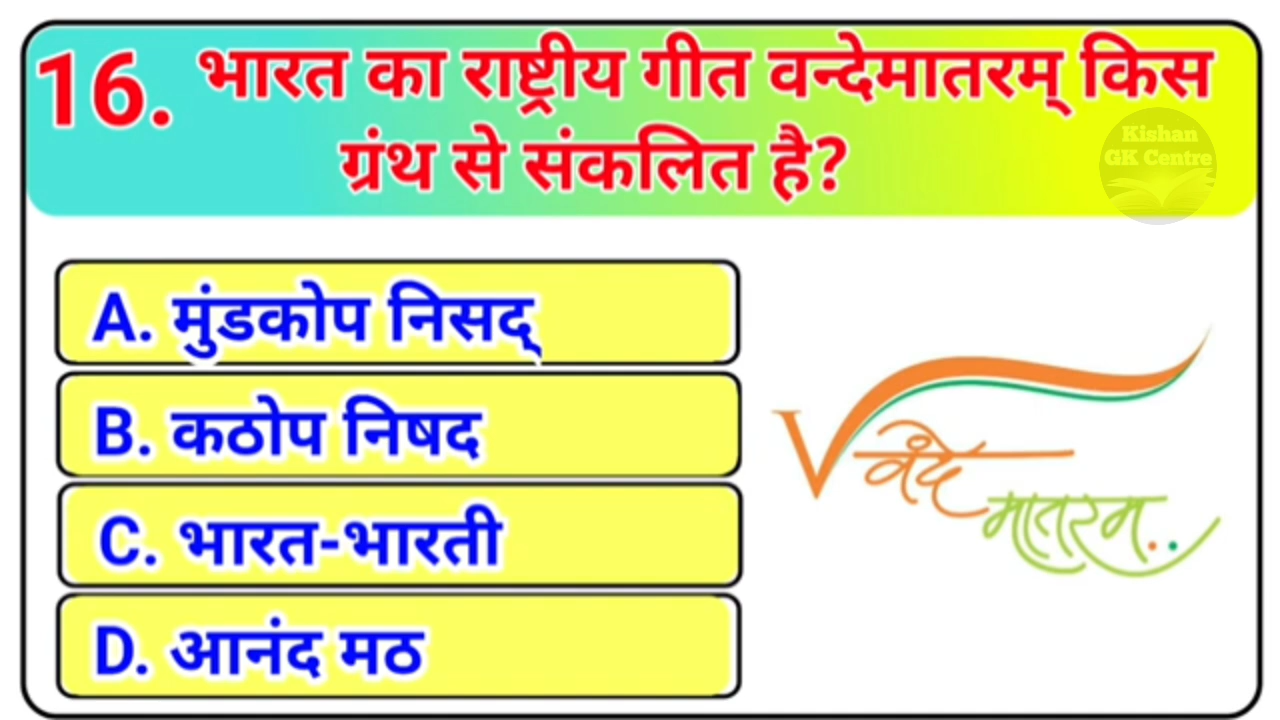 16. भारत का राष्ट्रीय गीत वन्देमातरम् किस
ग्रंथ से संकलित है?
Kishan
GK Centre
A. मुंडकोप निसद्
B. कठोप निषद
C. भारत-भारती
D. आनंद मठ
वंदे
मातरम..